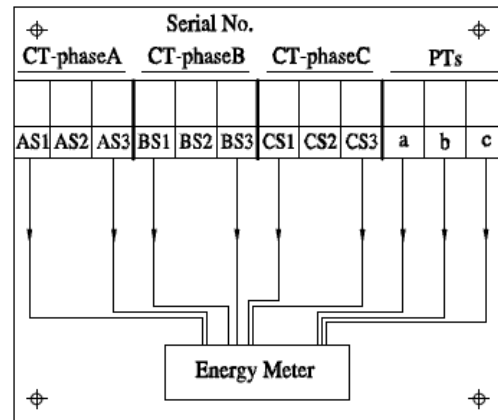 Serial No.
CT-phaseA CT-phaseB CT-phaseC PTs
AS1 AS2 AS3 BS1 BS2 BS3 CS1 CS2 CS3 a b c
Energy Meter